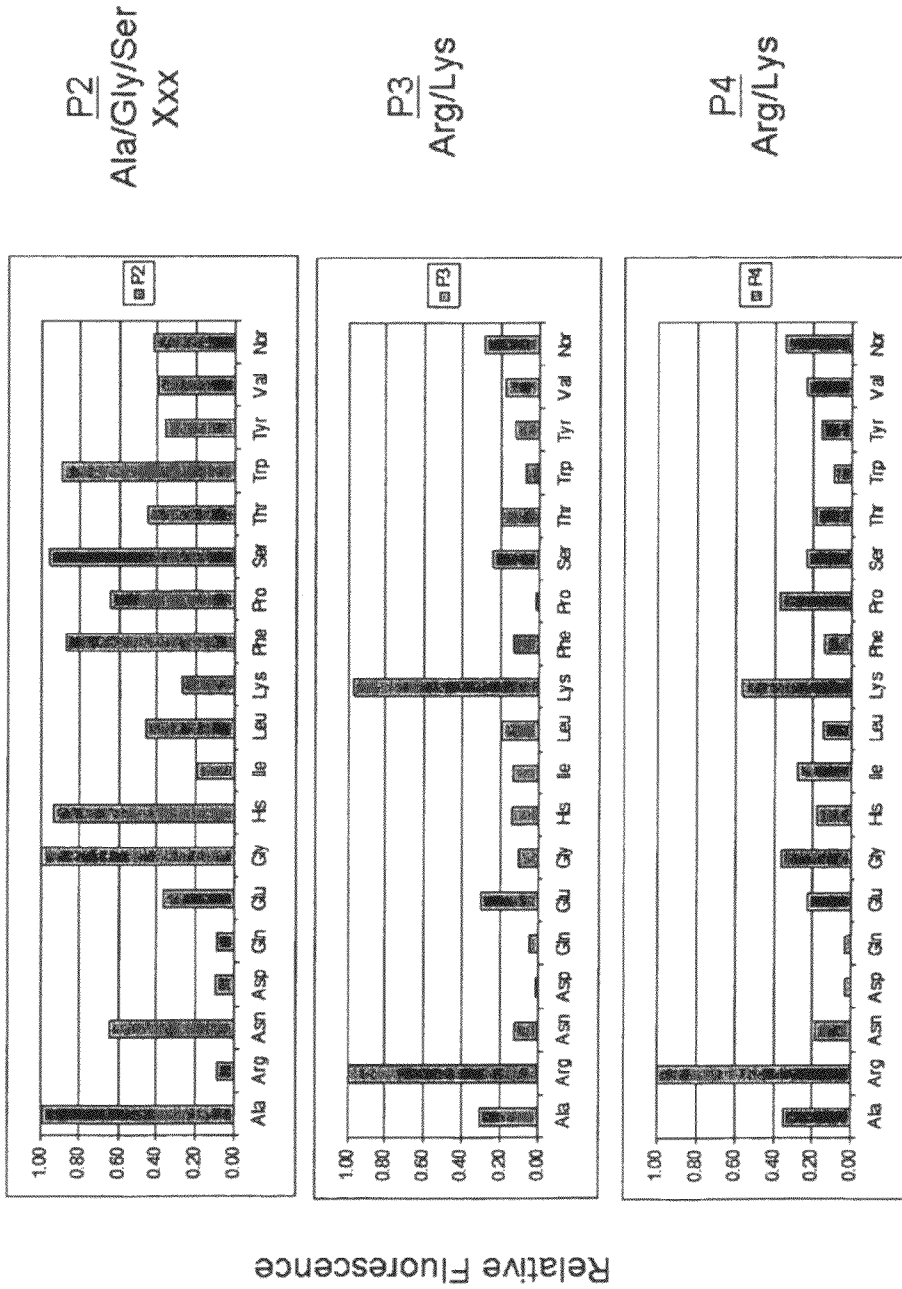 Relative Fluorescence
1.00
0.80
0.60
0.40
0.20
0.00
Ala Arg Asn Asp Gln Glu Gly His Ile Leu Lys Phe Pro Ser Thr Trp Tyr Val Nor
P2
P2
Ala/Gly/Ser
Xxx
1.00
0.80
0.60
0.40
0.20
0.00
Ala Arg Asn Asp Gln Glu Gly His Ile Leu Lys Phe Pro Ser Thr Trp Tyr Val Nor
P3
P3
Arg/Lys
1.00
0.80
0.60
0.40
0.20
0.00
Ala Arg Asn Asp Gln Glu Gly His Ile Leu Lys Phe Pro Ser Thr Trp Tyr Val Nor
P4
P4
Arg/Lys